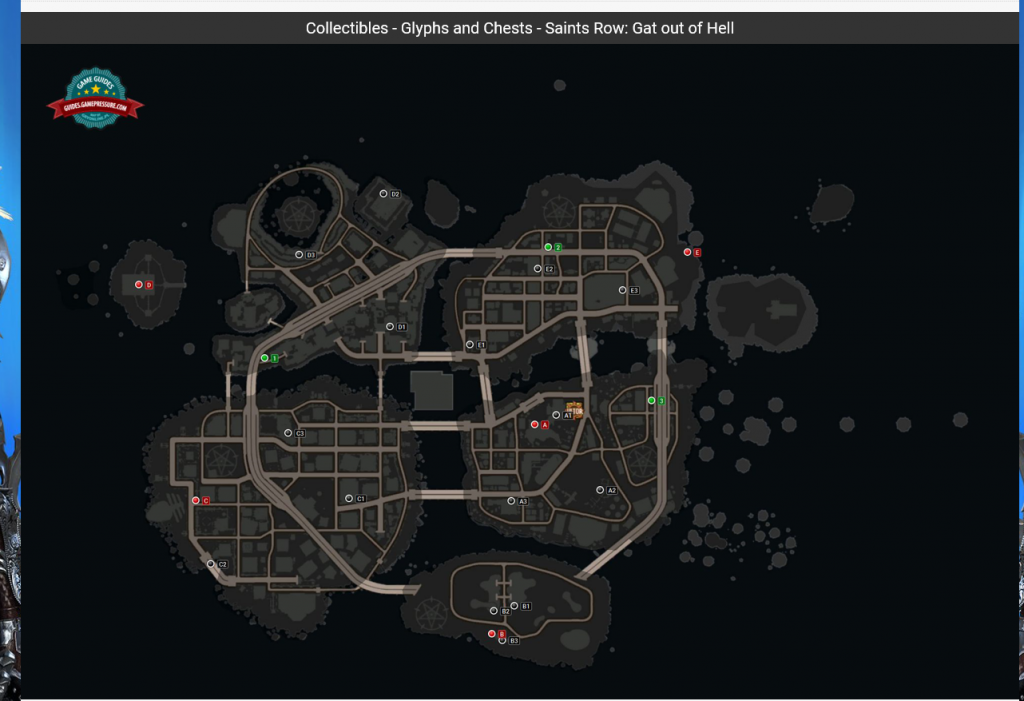 Collectibles - Glyphs and Chests - Saints Row: Gat out of Hell
GAME GUIDES
GUIDES.GAMEPRESSURE.COM
D2
2
E
D3
E2
D
E3
D1
E1
1
3
A1
A
C3
A2
C1
C
A3
C2
B1
B2
B
B3